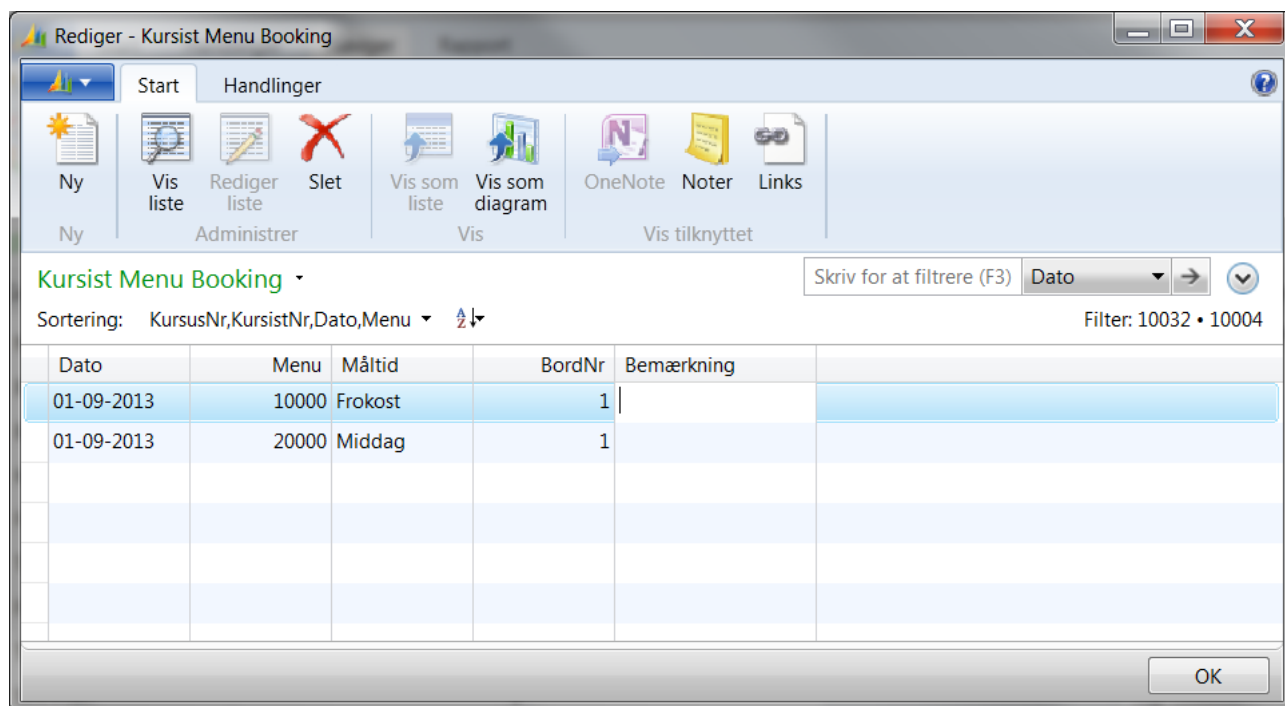 Rediger - Kursist Menu Booking
Start Handlinger
Ny Vis liste Rediger liste Slet Vis som liste Vis som diagram OneNote Noter Links
Ny Administrer Vis Vis tilknyttet
Kursist Menu Booking Skriv for at filtrere (F3) Dato
Sortering: KursusNr,KursistNr,Dato,Menu Filter: 10032 • 10004
Dato Menu Måltid BordNr Bemærkning
01-09-2013 10000 Frokost 1
01-09-2013 20000 Middag 1
OK